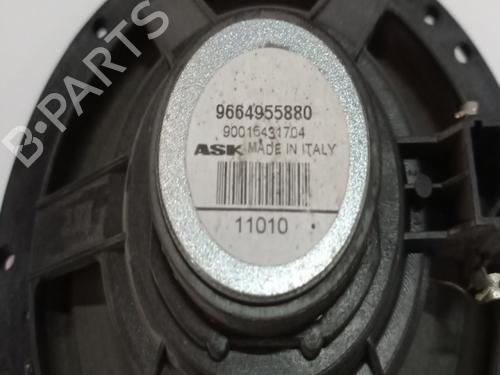 B-PARTS
9664955880
90016431704
ASK MADE IN ITALY
11010